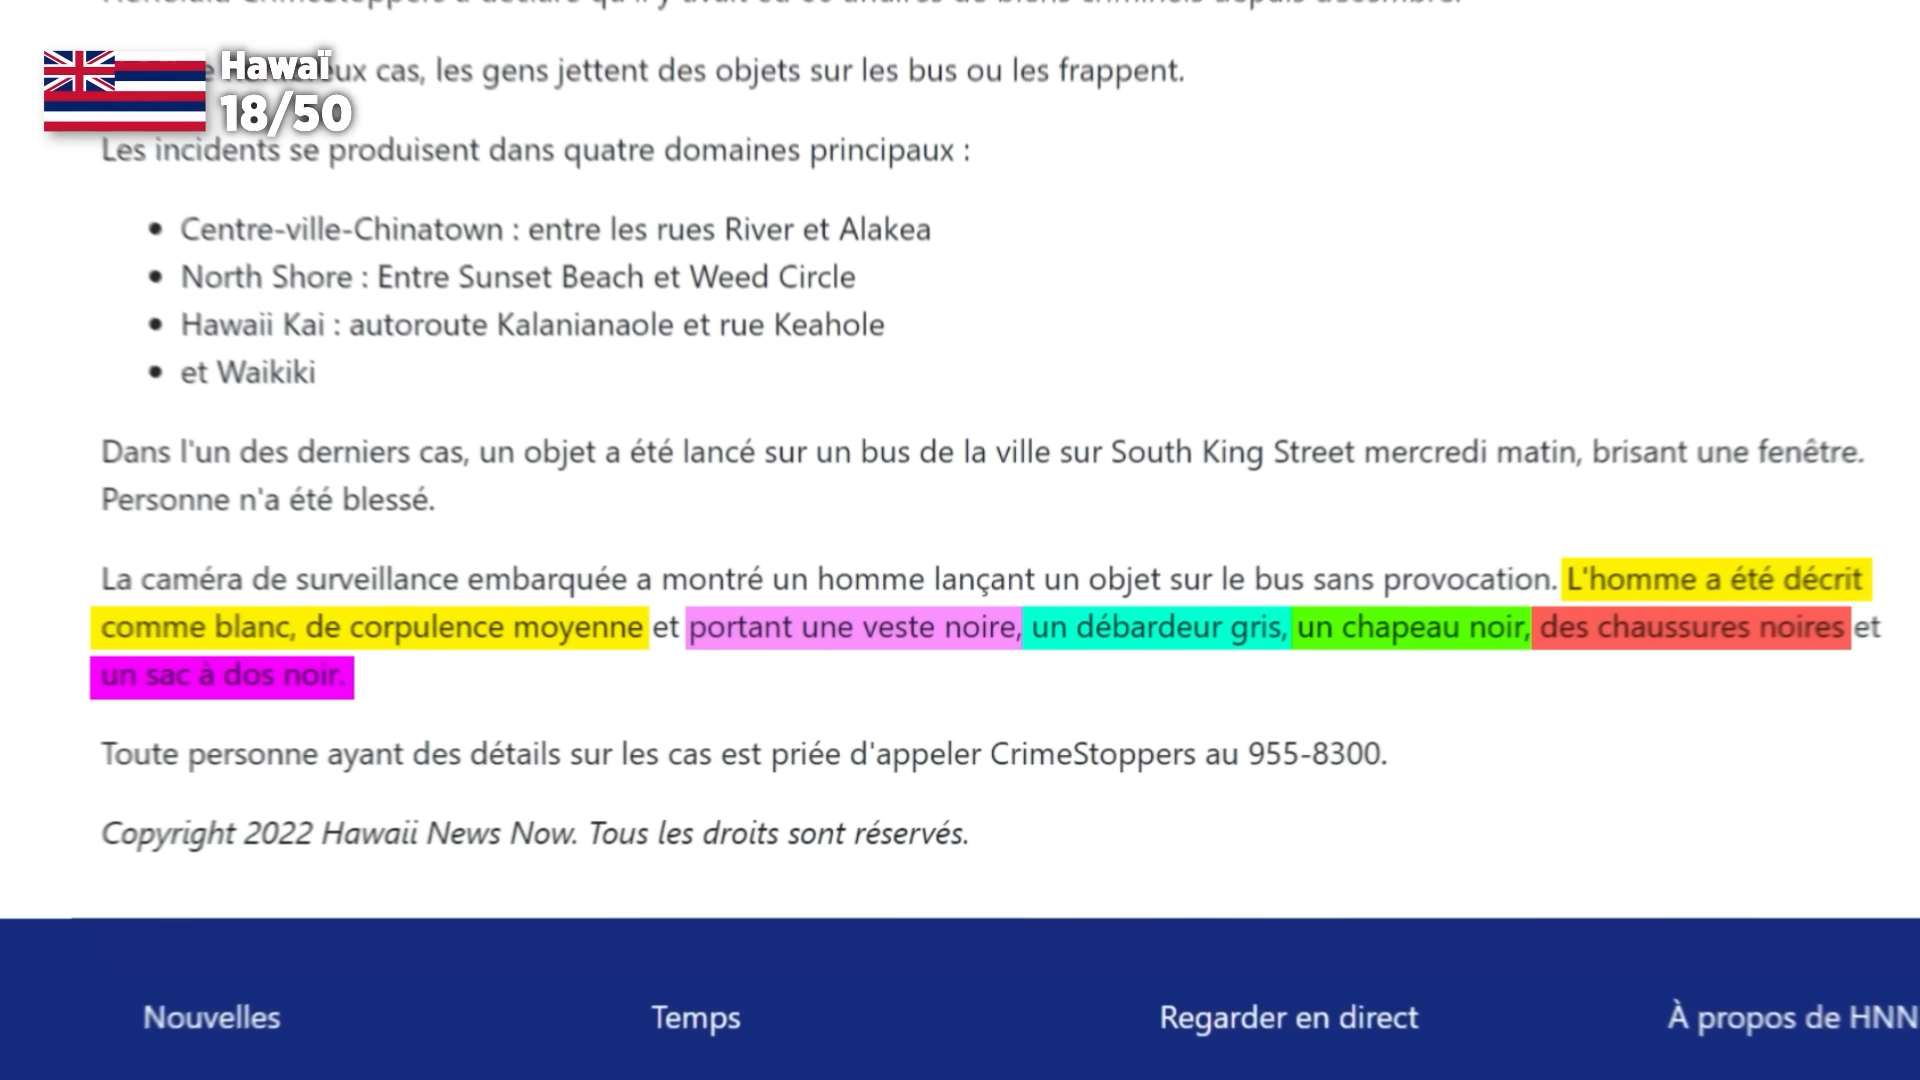 Hawaï
18/50
ux cas, les gens jettent des objets sur les bus ou les frappent.
Les incidents se produisent dans quatre domaines principaux :
• Centre-ville-Chinatown : entre les rues River et Alakea
• North Shore : Entre Sunset Beach et Weed Circle
• Hawaii Kai : autoroute Kalanianaole et rue Keahole
• et Waikiki
Dans l'un des derniers cas, un objet a été lancé sur un bus de la ville sur South King Street mercredi matin, brisant une fenêtre.
Personne n'a été blessé.
La caméra de surveillance embarquée a montré un homme lançant un objet sur le bus sans provocation. L'homme a été décrit
comme blanc, de corpulence moyenne et portant une veste noire, un débardeur gris, un chapeau noir, des chaussures noires et
un sac à dos noir.
Toute personne ayant des détails sur les cas est priée d'appeler CrimeStoppers au 955-8300.
Copyright 2022 Hawaii News Now. Tous les droits sont réservés.
Nouvelles
Temps
Regarder en direct
À propos de HNN